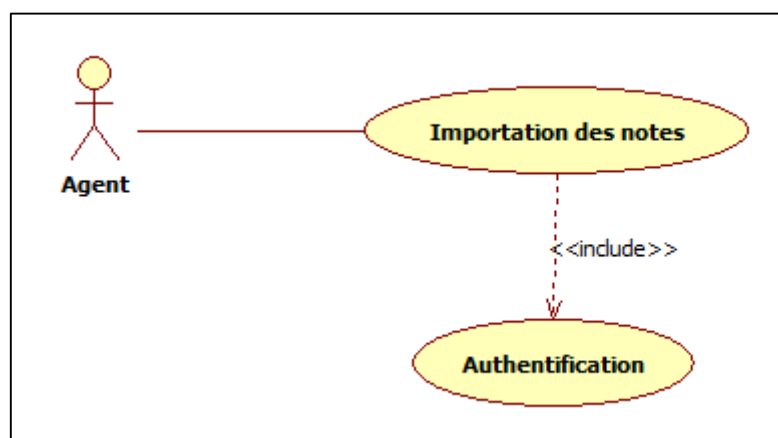 Importation des notes
Agent
<<include>>
Authentification